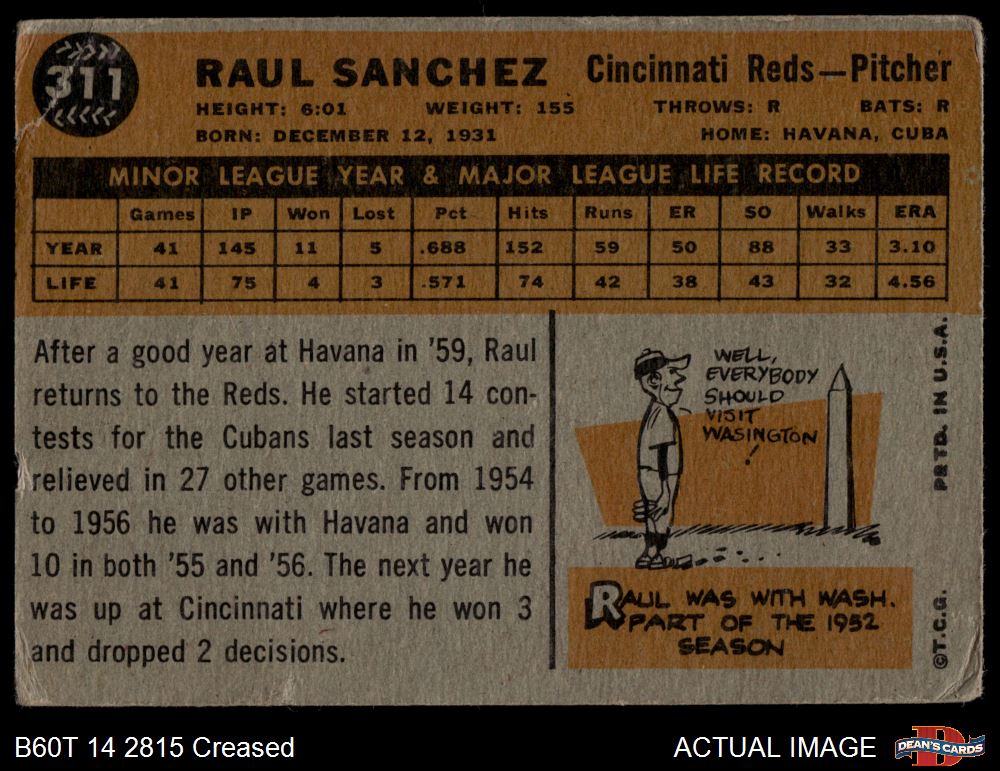 311
RAUL SANCHEZ Cincinnati Reds—Pitcher
HEIGHT: 6:01 WEIGHT: 155 THROWS: R BATS: R
BORN: DECEMBER 12, 1931 HOME: HAVANA, CUBA
MINOR LEAGUE YEAR & MAJOR LEAGUE LIFE RECORD
Games IP Won Lost Pct Hits Runs ER SO Walks ERA
YEAR 41 145 11 5 .688 152 59 50 88 33 3.10
LIFE 41 75 4 3 .571 74 42 38 43 32 4.56
After a good year at Havana in '59, Raul
returns to the Reds. He started 14 con-
tests for the Cubans last season and
relieved in 27 other games. From 1954
to 1956 he was with Havana and won
10 in both '55 and '56. The next year he
was up at Cincinnati where he won 3
and dropped 2 decisions.
WELL,
EVERYBODY
SHOULD
VISIT
WASINGTON
!
RAUL WAS WITH WASH.
PART OF THE 1952
SEASON
©T.C.G. PRTD. IN U.S.A.
B60T 14 2815 Creased
ACTUAL IMAGE
D
DEAN'S CARDS